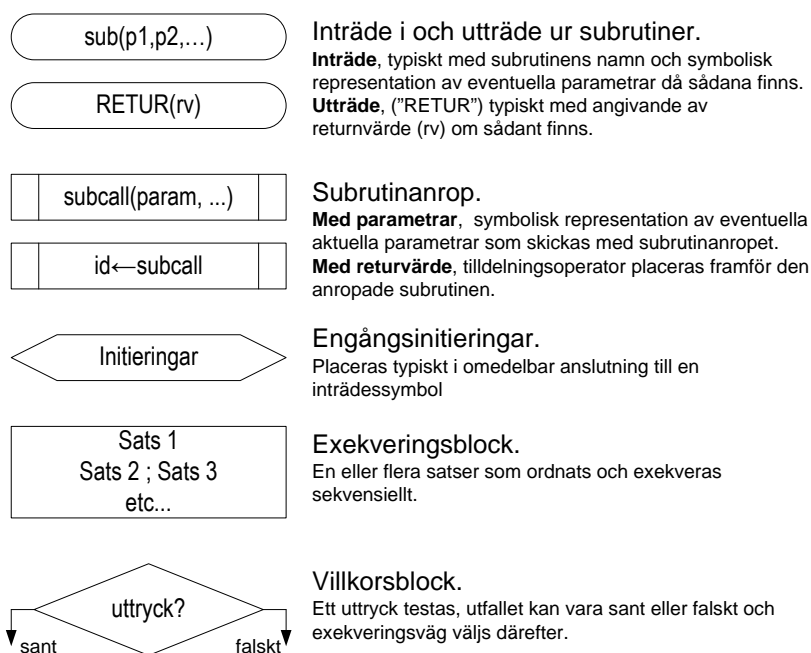 sub(p1,p2,…)
RETUR(rv)
Inträde i och utträde ur subrutiner.
Inträde, typiskt med subrutinens namn och symbolisk
representation av eventuella parametrar då sådana finns.
Utträde, (”RETUR”) typiskt med angivande av
returnvärde (rv) om sådant finns.
subcall(param, ...)
id←subcall
Subrutinanrop.
Med parametrar, symbolisk representation av eventuella
aktuella parametrar som skickas med subrutinanropet.
Med returvärde, tilldelningsoperator placeras framför den
anropade subrutinen.
Initieringar
Engångsinitieringar.
Placeras typiskt i omedelbar anslutning till en
inträdessymbol
Sats 1
Sats 2 ; Sats 3
etc...
Exekveringsblock.
En eller flera satser som ordnats och exekveras
sekvensiellt.
uttryck?
sant
falskt
Villkorsblock.
Ett uttryck testas, utfallet kan vara sant eller falskt och
exekveringsväg väljs därefter.